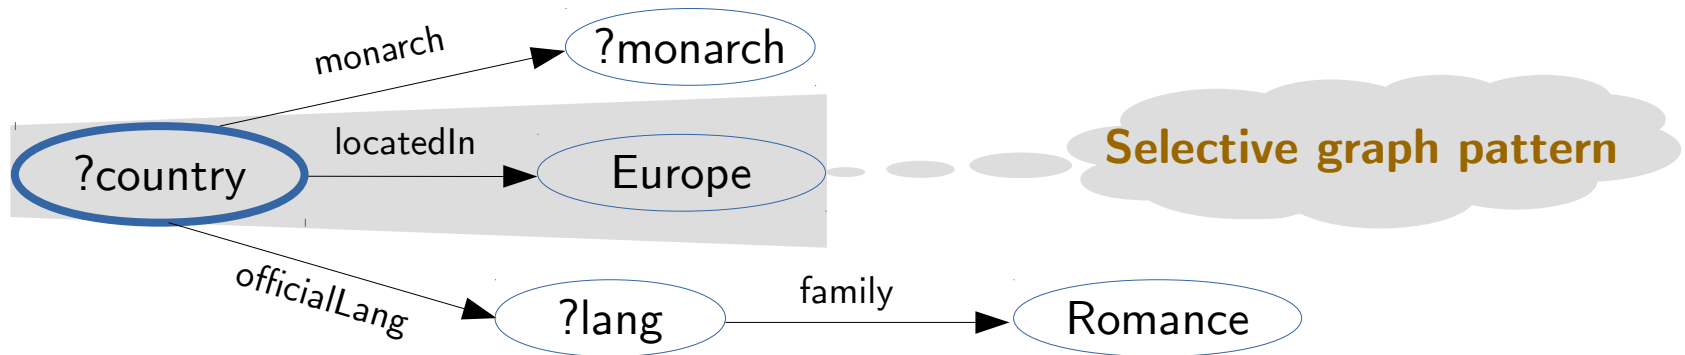 monarch
?monarch
?country
locatedIn
Europe
Selective graph pattern
officialLang
?lang
family
Romance